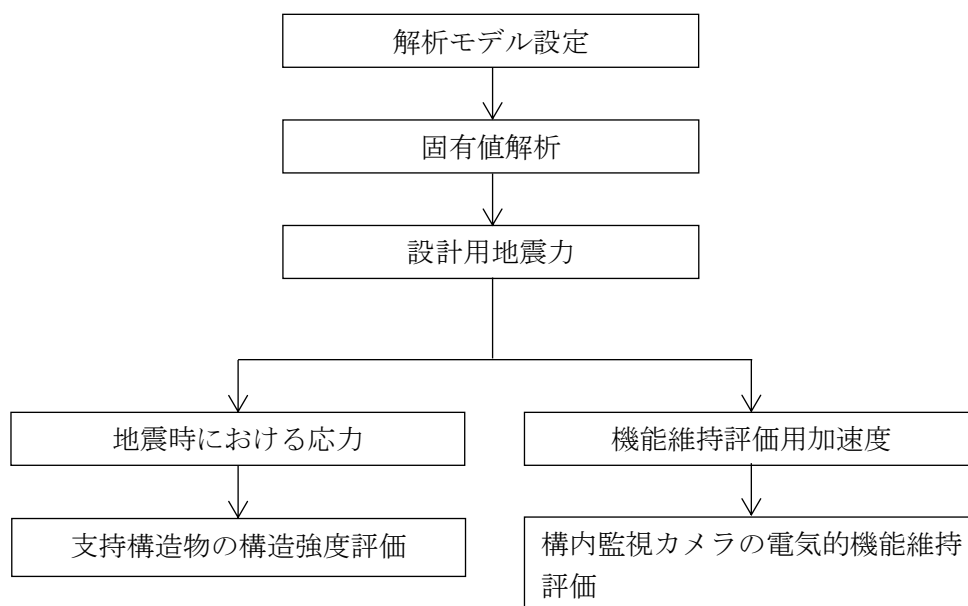 解析モデル設定
固有値解析
設計用地震力
地震時における応力
機能維持評価用加速度
支持構造物の構造強度評価
構内監視カメラの電気的機能維持
評価